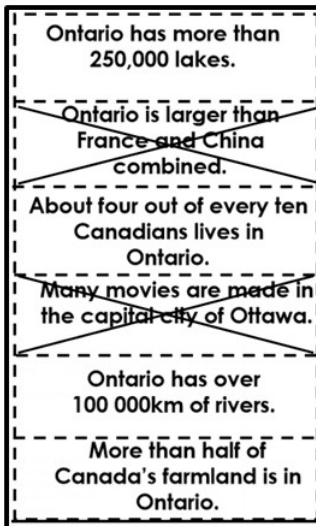 Ontario has more than
250,000 lakes.
Ontario is larger than
France and China
combined.
About four out of every ten
Canadians lives in
Ontario.
Many movies are made in
the capital city of Ottawa.
Ontario has over
100 000km of rivers.
More than half of
Canada's farmland is in
Ontario.